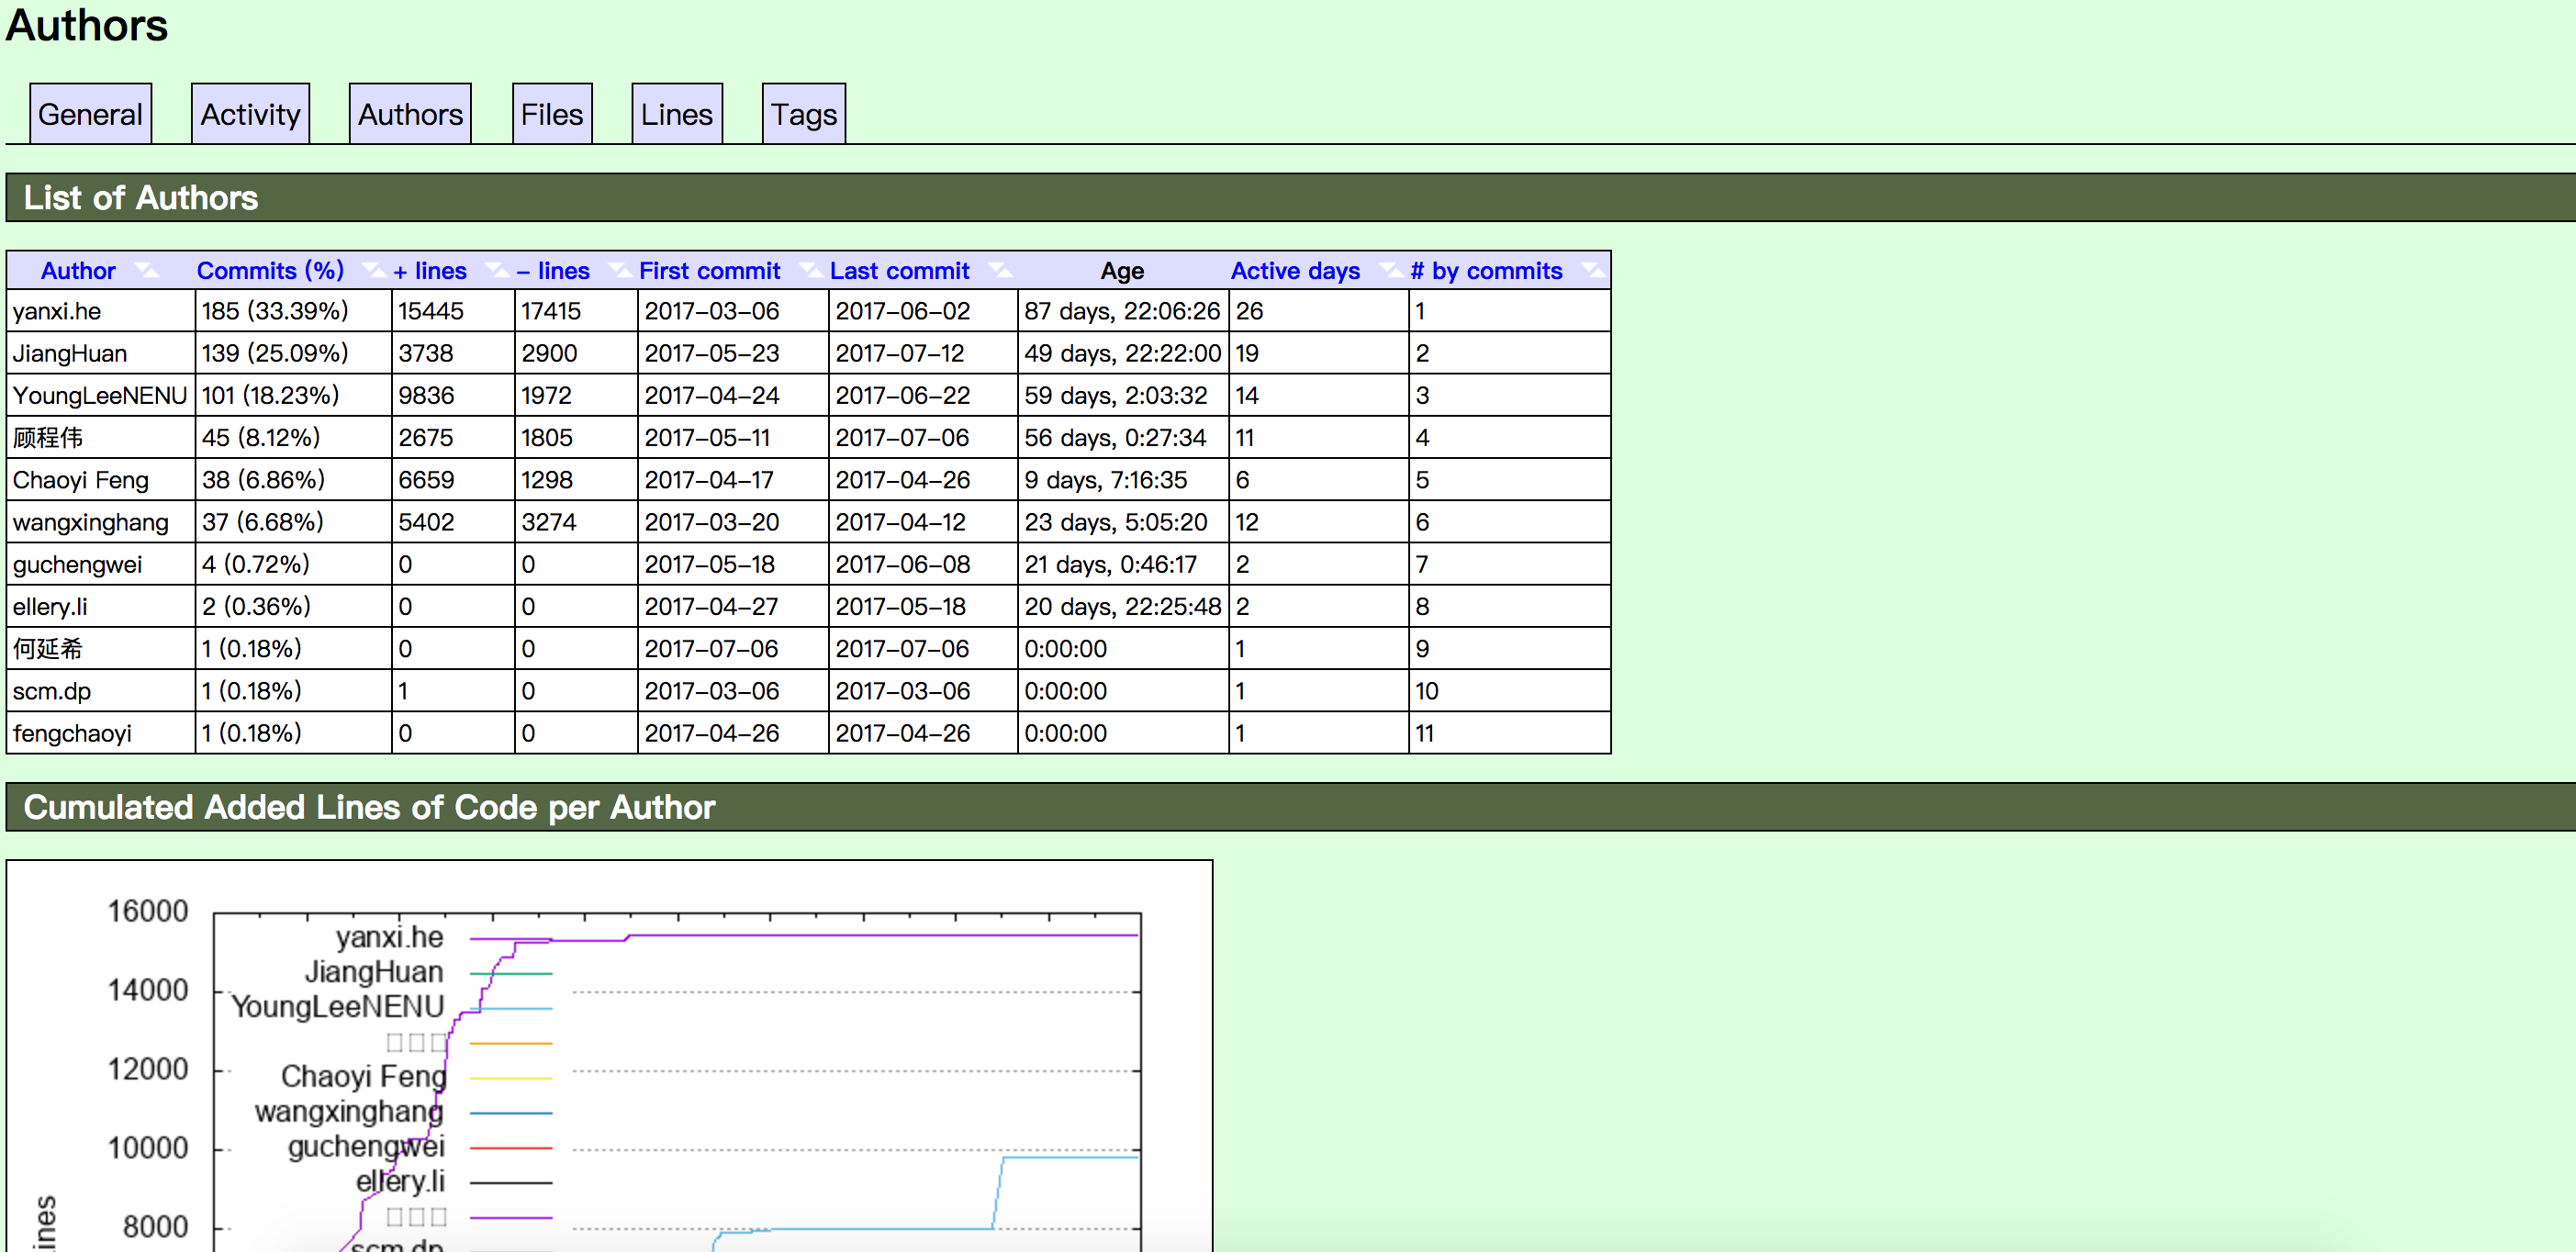 Authors
General Activity Authors Files Lines Tags
List of Authors
Author Commits (%) + lines - lines First commit Last commit Age Active days # by commits
yanxi.he 185 (33.39%) 15445 17415 2017-03-06 2017-06-02 87 days, 22:06:26 26 1
JiangHuan 139 (25.09%) 3738 2900 2017-05-23 2017-07-12 49 days, 22:22:00 19 2
YoungLeeNENU 101 (18.23%) 9836 1972 2017-04-24 2017-06-22 59 days, 2:03:32 14 3
顾程伟 45 (8.12%) 2675 1805 2017-05-11 2017-07-06 56 days, 0:27:34 11 4
Chaoyi Feng 38 (6.86%) 6659 1298 2017-04-17 2017-04-26 9 days, 7:16:35 6 5
wangxinghang 37 (6.68%) 5402 3274 2017-03-20 2017-04-12 23 days, 5:05:20 12 6
guchengwei 4 (0.72%) 0 0 2017-05-18 2017-06-08 21 days, 0:46:17 2 7
ellery.li 2 (0.36%) 0 0 2017-04-27 2017-05-18 20 days, 22:25:48 2 8
何延希 1 (0.18%) 0 0 2017-07-06 2017-07-06 0:00:00 1 9
scm.dp 1 (0.18%) 1 0 2017-03-06 2017-03-06 0:00:00 1 10
fengchaoyi 1 (0.18%) 0 0 2017-04-26 2017-04-26 0:00:00 1 11
Cumulated Added Lines of Code per Author
16000
yanxi.he
JiangHuan
14000
YoungLeeNENU
12000
Chaoyi Feng
wangxinghang
10000
guchengwei
ellery.li
8000
scm.dp